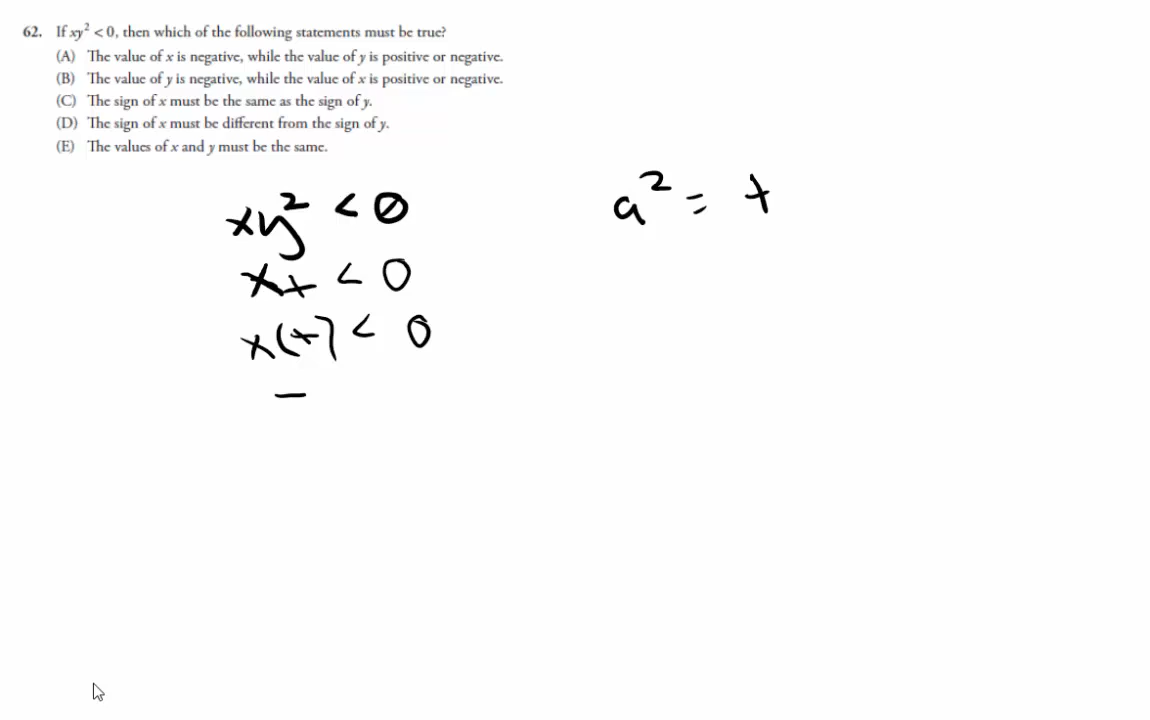 62. If xy² < 0, then which of the following statements must be true?
(A) The value of x is negative, while the value of y is positive or negative.
(B) The value of y is negative, while the value of x is positive or negative.
(C) The sign of x must be the same as the sign of y.
(D) The sign of x must be different from the sign of y.
(E) The values of x and y must be the same.
xy² < 0
a² = +
x+ < 0
x(+) < 0
−